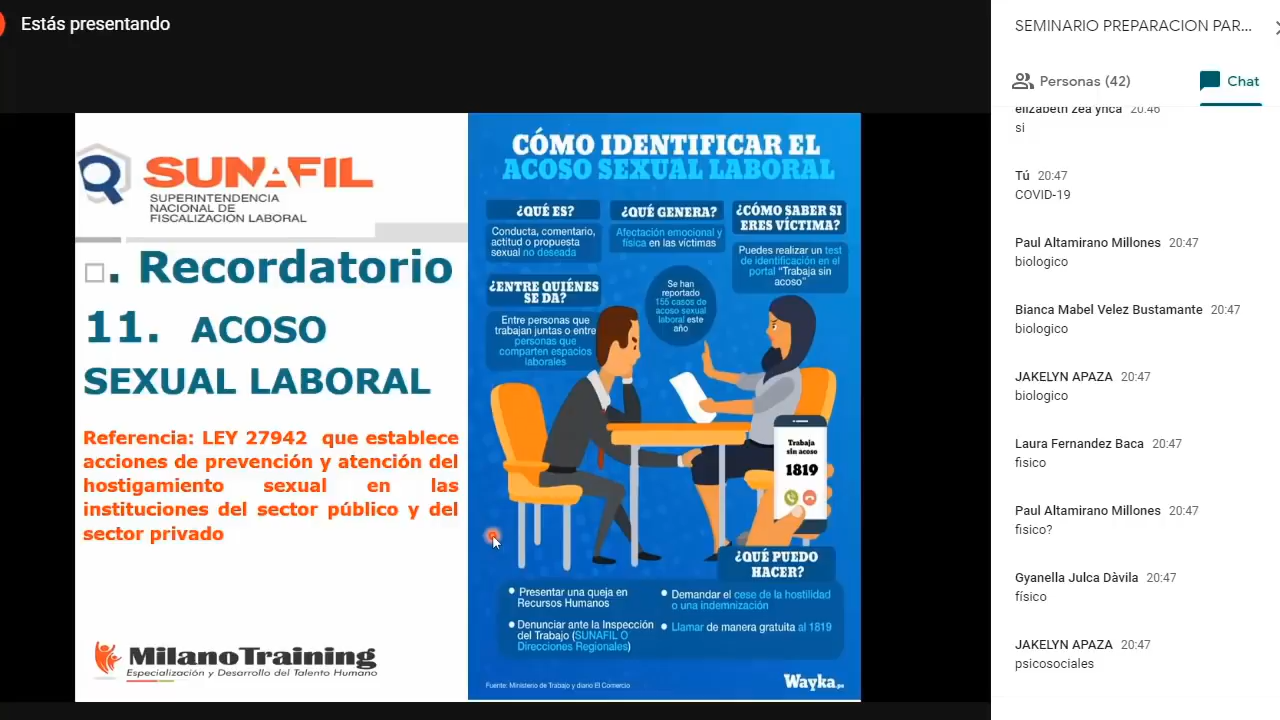 Estás presentando
SUNAFIL
SUPERINTENDENCIA
NACIONAL DE
FISCALIZACIÓN LABORAL
. Recordatorio
11. ACOSO
SEXUAL LABORAL
Referencia: LEY 27942 que establece
acciones de prevención y atención del
hostigamiento sexual en las
instituciones del sector público y del
sector privado
MilanoTraining
Especialización y Desarrollo del Talento Humano
CÓMO IDENTIFICAR EL
ACOSO SEXUAL LABORAL
¿QUÉ ES?
Conducta, comentario,
actitud o propuesta
sexual no deseada
¿QUÉ GENERA?
Afectación emocional y
física en las víctimas
¿CÓMO SABER SI
ERES VÍCTIMA?
Puedes realizar un test
de identificación en el
portal "Trabaja sin
acoso"
¿ENTRE QUIÉNES
SE DA?
Entre personas que
trabajan juntas o entre
personas que
comparten espacios
laborales
Se han
reportado
155 casos de
acoso sexual
laboral este
año
Trabaja
sin acoso
1819
¿QUÉ PUEDO
HACER?
• Presentar una queja en
Recursos Humanos
• Denunciar ante la Inspección
del Trabajo (SUNAFIL O
Direcciones Regionales)
• Demandar el cese de la hostilidad
o una indemnización
• Llamar de manera gratuita al 1819
Fuente: Ministerio de Trabajo y diario El Comercio
Wayka.pe
SEMINARIO PREPARACION PAR...
Personas (42)
Chat
elizabeth zea ynca 20:46
si
Tú 20:47
COVID-19
Paul Altamirano Millones 20:47
biologico
Bianca Mabel Velez Bustamante 20:47
biologico
JAKELYN APAZA 20:47
biologico
Laura Fernandez Baca 20:47
fisico
Paul Altamirano Millones 20:47
fisico?
Gyanella Julca Dàvila 20:47
físico
JAKELYN APAZA 20:47
psicosociales